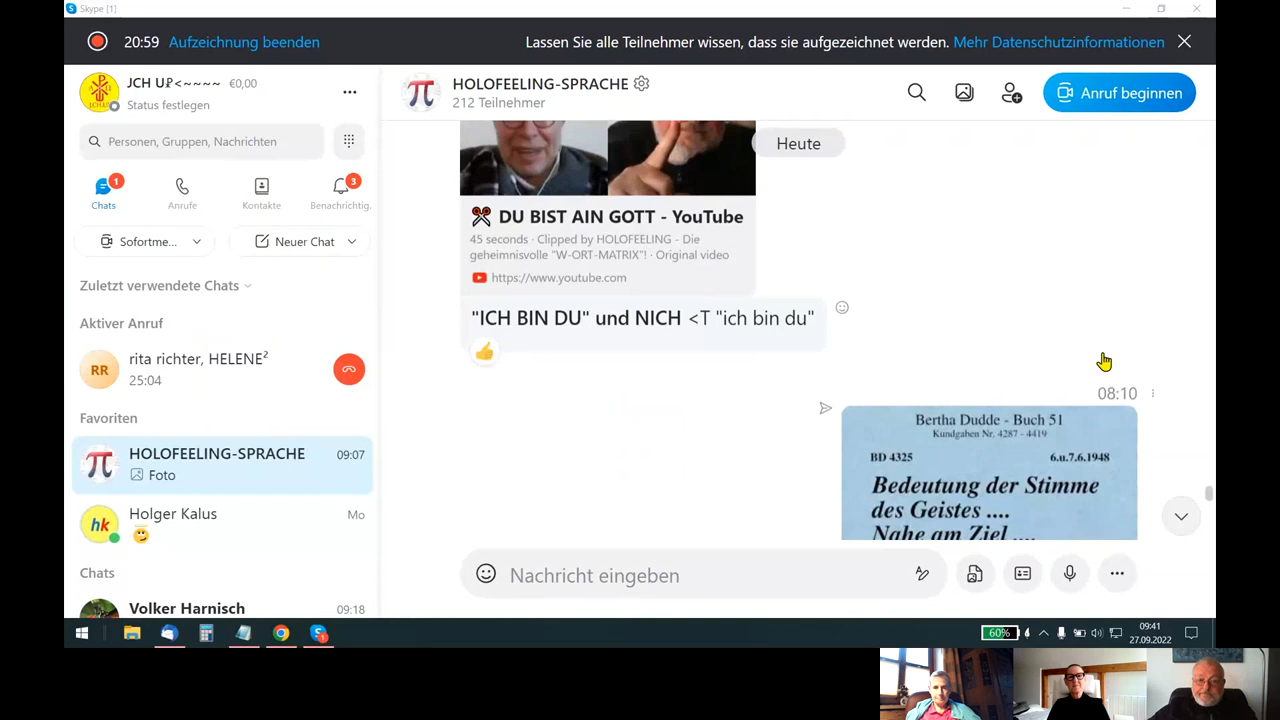 Skype [1]
20:59 Aufzeichnung beenden
Lassen Sie alle Teilnehmer wissen, dass sie aufgezeichnet werden. Mehr Datenschutzinformationen
€0,00
Status festlegen
Personen, Gruppen, Nachrichten
1
3
Chats Anrufe Kontakte Benachrichtig.
Sofortme... Neuer Chat
Zuletzt verwendete Chats
Aktiver Anruf
RR
rita richter, HELENE²
25:04
Favoriten
π
HOLOFEELING-SPRACHE 09:07
Foto
hk
Holger Kalus Mo
Chats
Volker Harnisch 09:18
π
HOLOFEELING-SPRACHE
212 Teilnehmer
Anruf beginnen
Heute
DU BIST AIN GOTT - YouTube
45 seconds · Clipped by HOLOFEELING - Die
geheimnisvolle "W-ORT-MATRIX"! · Original video
https://www.youtube.com
"ICH BIN DU" und NICH <T "ich bin du"
08:10
Bertha Dudde - Buch 51
Kundgaben Nr. 4287 - 4419
BD 4325 6.u.7.6.1948
Bedeutung der Stimme
des Geistes ....
Nahe am Ziel ....
Nachricht eingeben
60%
09:41
27.09.2022